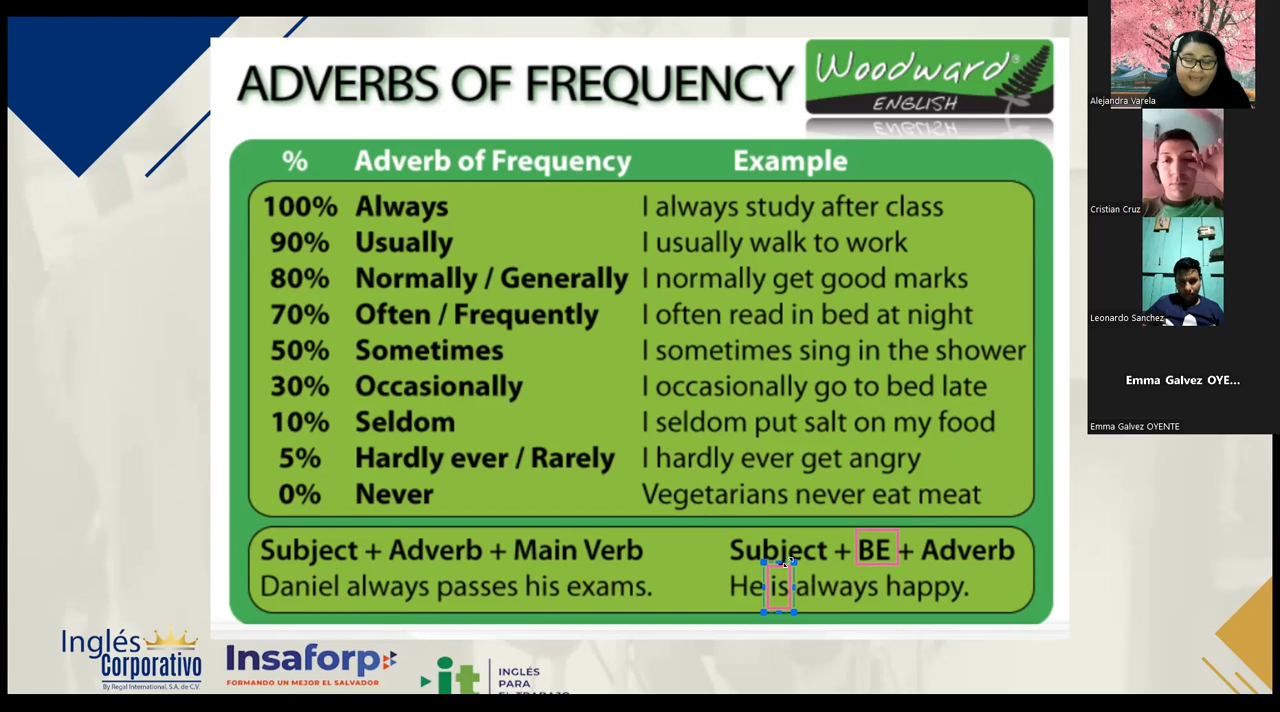 ADVERBS OF FREQUENCY
Woodward®
ENGLISH
% Adverb of Frequency Example
100% Always I always study after class
90% Usually I usually walk to work
80% Normally / Generally I normally get good marks
70% Often / Frequently I often read in bed at night
50% Sometimes I sometimes sing in the shower
30% Occasionally I occasionally go to bed late
10% Seldom I seldom put salt on my food
5% Hardly ever / Rarely I hardly ever get angry
0% Never Vegetarians never eat meat
Subject + Adverb + Main Verb
Daniel always passes his exams.
Subject + BE + Adverb
He is always happy.
Inglés
Corporativo
By Regal International, S.A. de C.V.
Insaforp
FORMANDO UN MEJOR EL SALVADOR
it
INGLÉS
PARA
EL TRABAJO
Alejandra Varela
Cristian Cruz
Leonardo Sanchez
Emma Galvez OYE...
Emma Galvez OYENTE